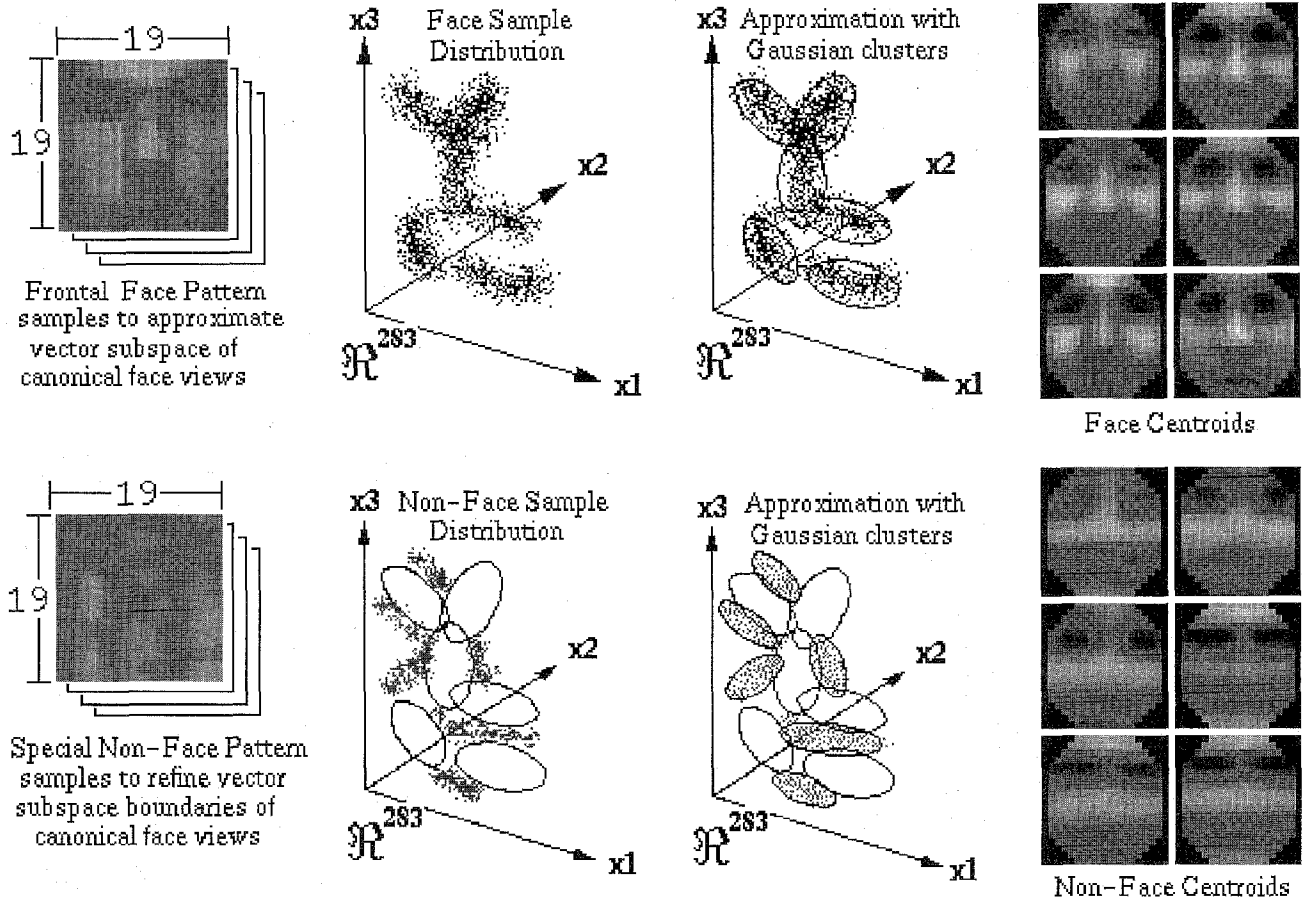 19
19
Frontal Face Pattern
samples to approximate
vector subspace of
canonical face views
x3 Face Sample
Distribution
x2
ℜ283
x1
x3 Approximation with
Gaussian clusters
x2
ℜ283
x1
Face Centroids
19
19
Special Non-Face Pattern
samples to refine vector
subspace boundaries of
canonical face views
x3 Non-Face Sample
Distribution
x2
ℜ283
x1
x3 Approximation with
Gaussian clusters
x2
ℜ283
x1
Non-Face Centroids